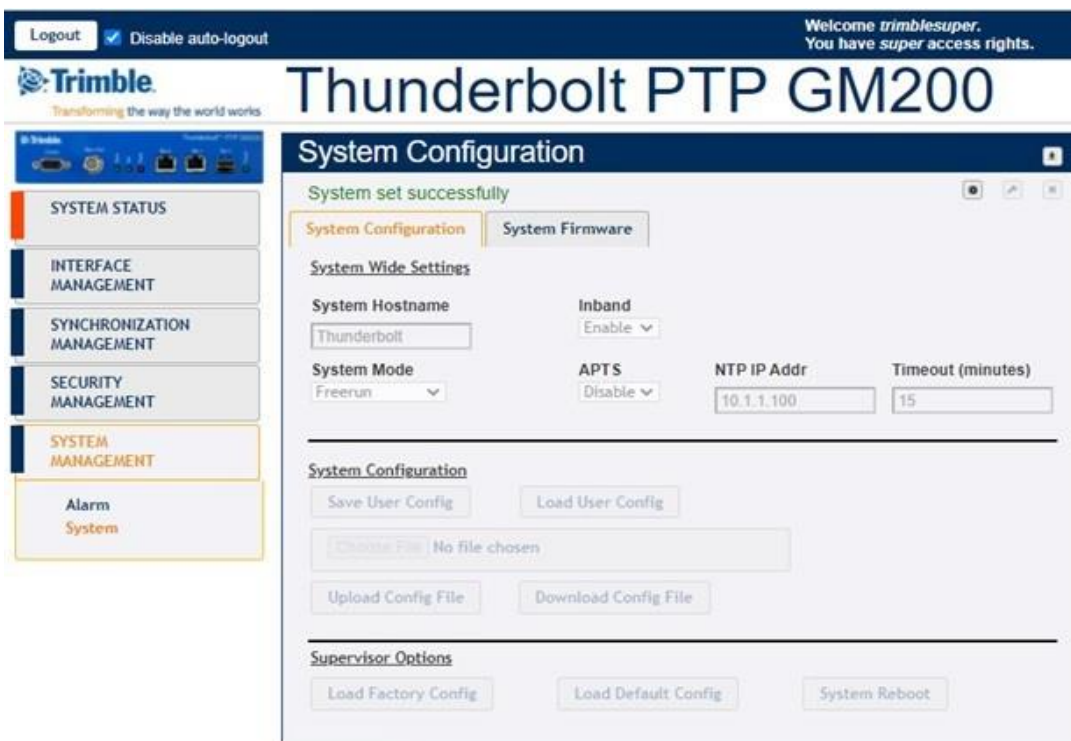 Logout
Disable auto-logout
Welcome trimblesuper.
You have super access rights.
Trimble
Transforming the way the world works
Thunderbolt PTP GM200
Trimble
System Configuration
System set successfully
System Configuration
System Firmware
SYSTEM STATUS
INTERFACE
MANAGEMENT
SYNCHRONIZATION
MANAGEMENT
SECURITY
MANAGEMENT
SYSTEM
MANAGEMENT
Alarm
System
System Wide Settings
System Hostname
Inband
Thunderbolt
Enable
System Mode
APTS
NTP IP Addr
Timeout (minutes)
Freerun
Disable
10.1.1.100
15
System Configuration
Save User Config
Load User Config
Choose File No file chosen
Upload Config File
Download Config File
Supervisor Options
Load Factory Config
Load Default Config
System Reboot